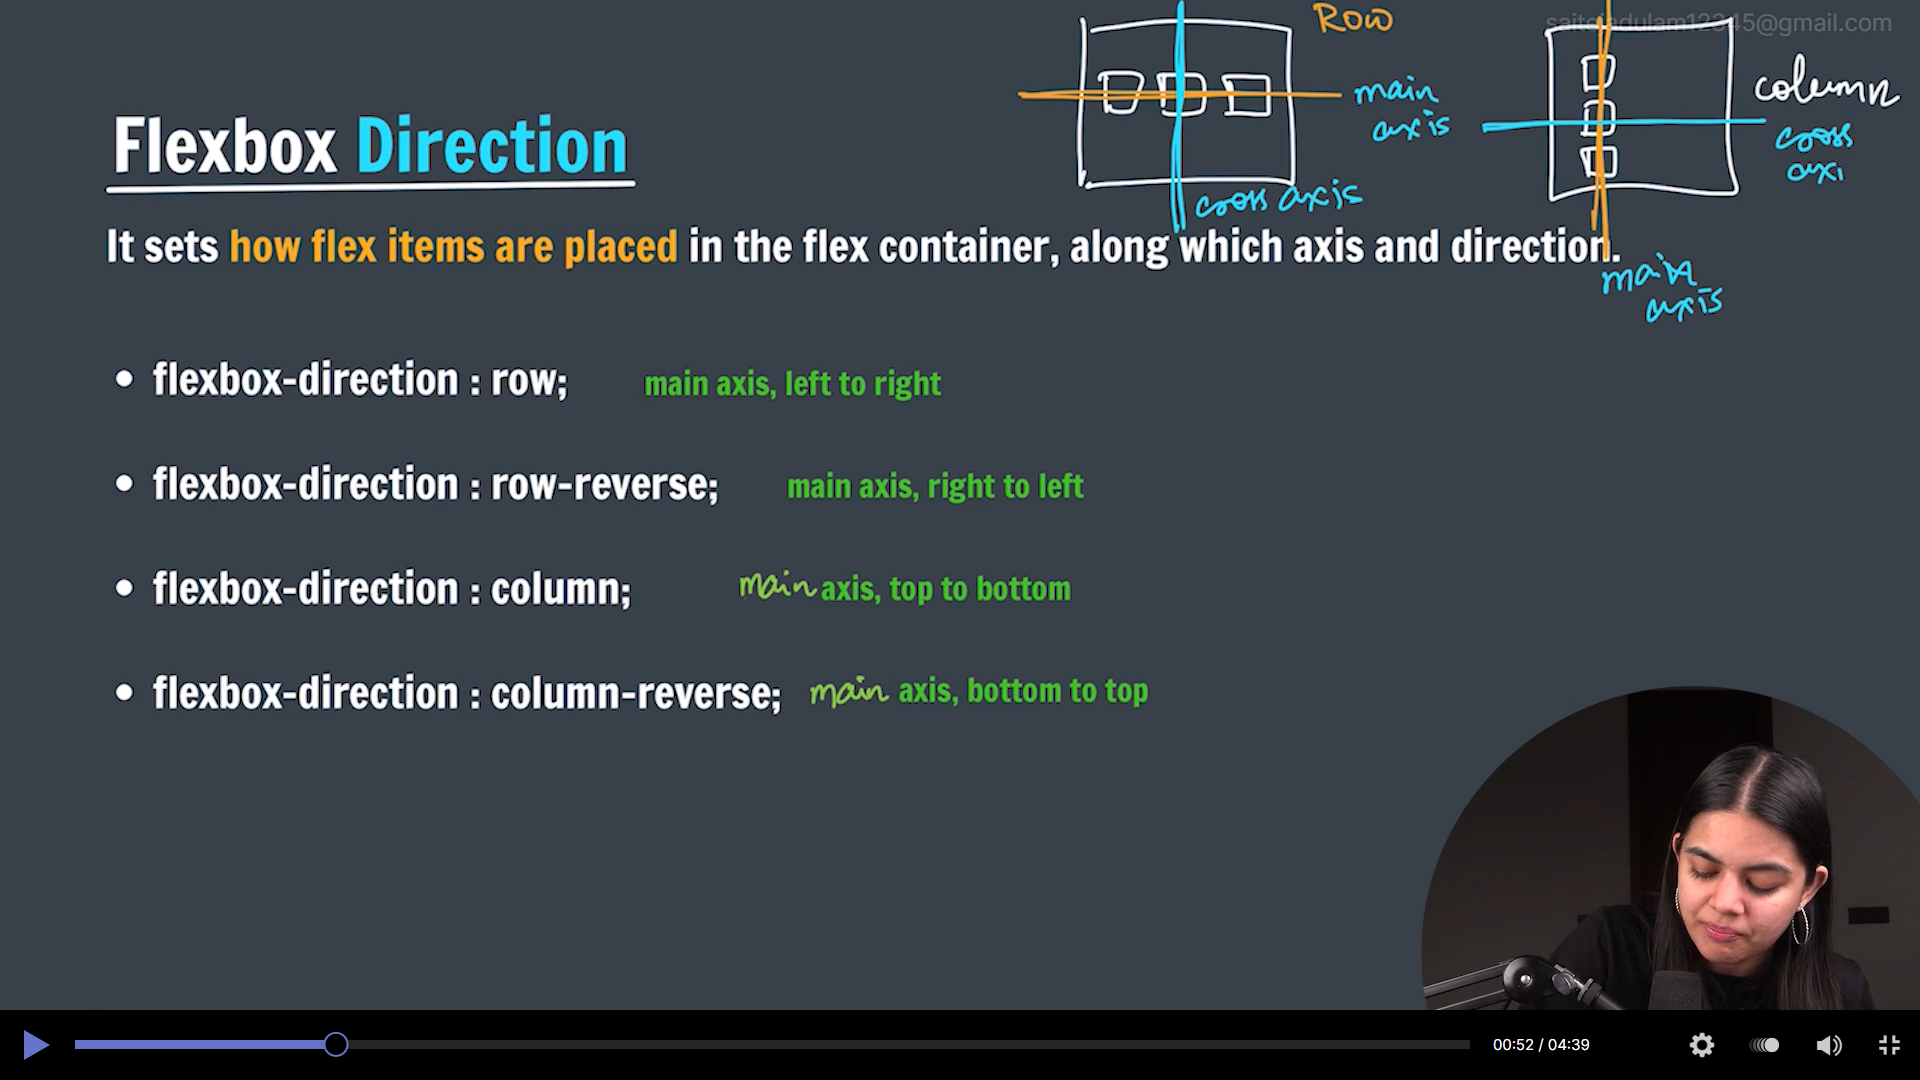 Row
saitejadulam12345@gmail.com
main
axis
column
cross
axi
Flexbox Direction
cross axis
It sets how flex items are placed in the flex container, along which axis and direction.
main
axis
• flexbox-direction : row; main axis, left to right
• flexbox-direction : row-reverse; main axis, right to left
• flexbox-direction : column; main axis, top to bottom
• flexbox-direction : column-reverse; main axis, bottom to top
00:52 / 04:39